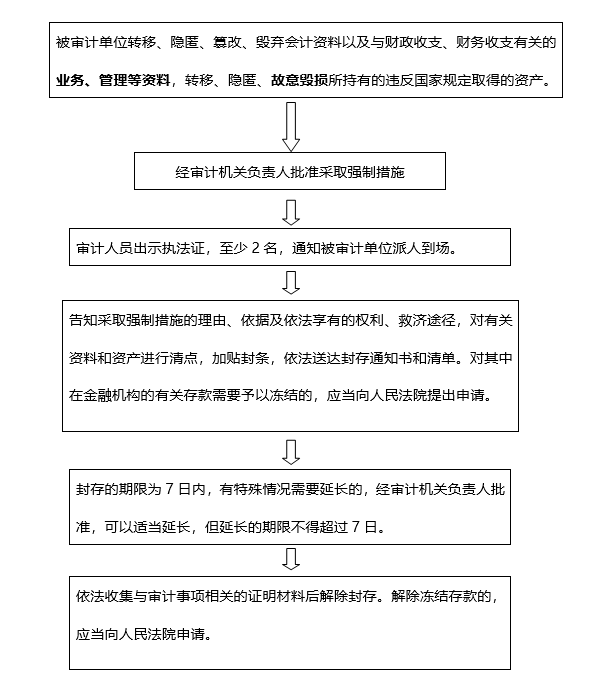 被审计单位转移、隐匿、篡改、毁弃会计资料以及与财政收支、财务收支有关的
业务、管理等资料，转移、隐匿、故意毁损所持有的违反国家规定取得的资产。
经审计机关负责人批准采取强制措施
审计人员出示执法证，至少2名，通知被审计单位派人到场。
告知采取强制措施的理由、依据及依法享有的权利、救济途径，对有关
资料和资产进行清点，加贴封条，依法送达封存通知书和清单。对其中
在金融机构的有关存款需要予以冻结的，应当向人民法院提出申请。
封存的期限为7日内，有特殊情况需要延长的，经审计机关负责人批
准，可以适当延长，但延长的期限不得超过7日。
依法收集与审计事项相关的证明材料后解除封存。解除冻结存款的，
应当向人民法院申请。